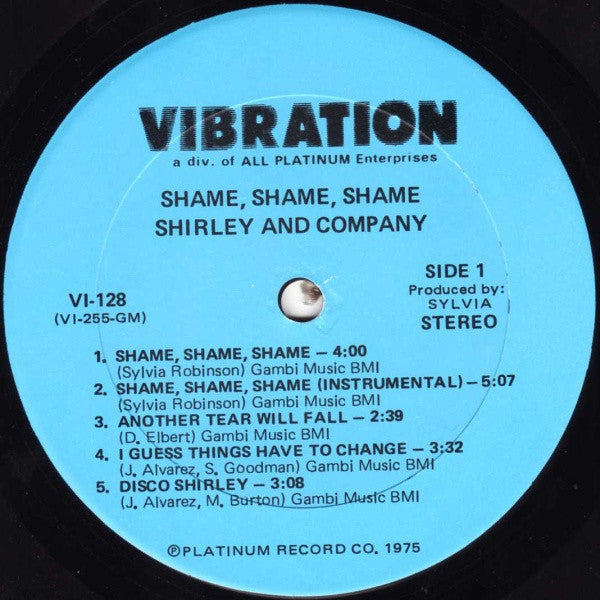 VIBRATION
a div. of ALL PLATINUM Enterprises
SHAME, SHAME, SHAME
SHIRLEY AND COMPANY
VI-128
(VI-255-GM)
SIDE 1
Produced by:
SYLVIA
STEREO
1. SHAME, SHAME, SHAME – 4:00
(Sylvia Robinson) Gambi Music BMI
2. SHAME, SHAME, SHAME (INSTRUMENTAL) – 5:07
(Sylvia Robinson) Gambi Music BMI
3. ANOTHER TEAR WILL FALL – 2:39
(D. Elbert) Gambi Music BMI
4. I GUESS THINGS HAVE TO CHANGE – 3:32
(J. Alvarez, S. Goodman) Gambi Music BMI
5. DISCO SHIRLEY – 3:08
(J. Alvarez, M. Burton) Gambi Music BMI
℗PLATINUM RECORD CO. 1975